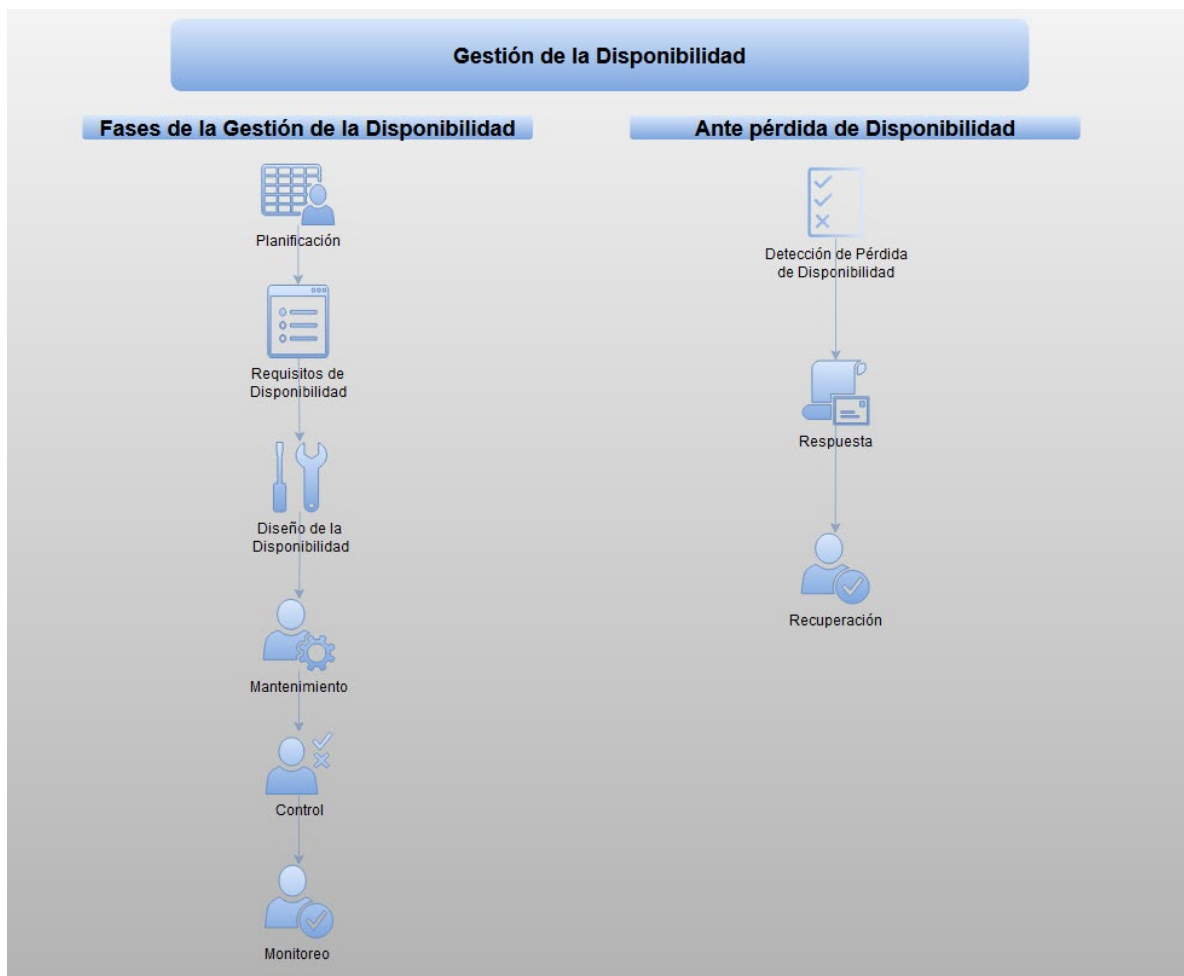 Gestión de la Disponibilidad
Fases de la Gestión de la Disponibilidad
Planificación
Requisitos de
Disponibilidad
Diseño de la
Disponibilidad
Mantenimiento
Control
Monitoreo
Ante pérdida de Disponibilidad
Detección de Pérdida
de Disponibilidad
Respuesta
Recuperación